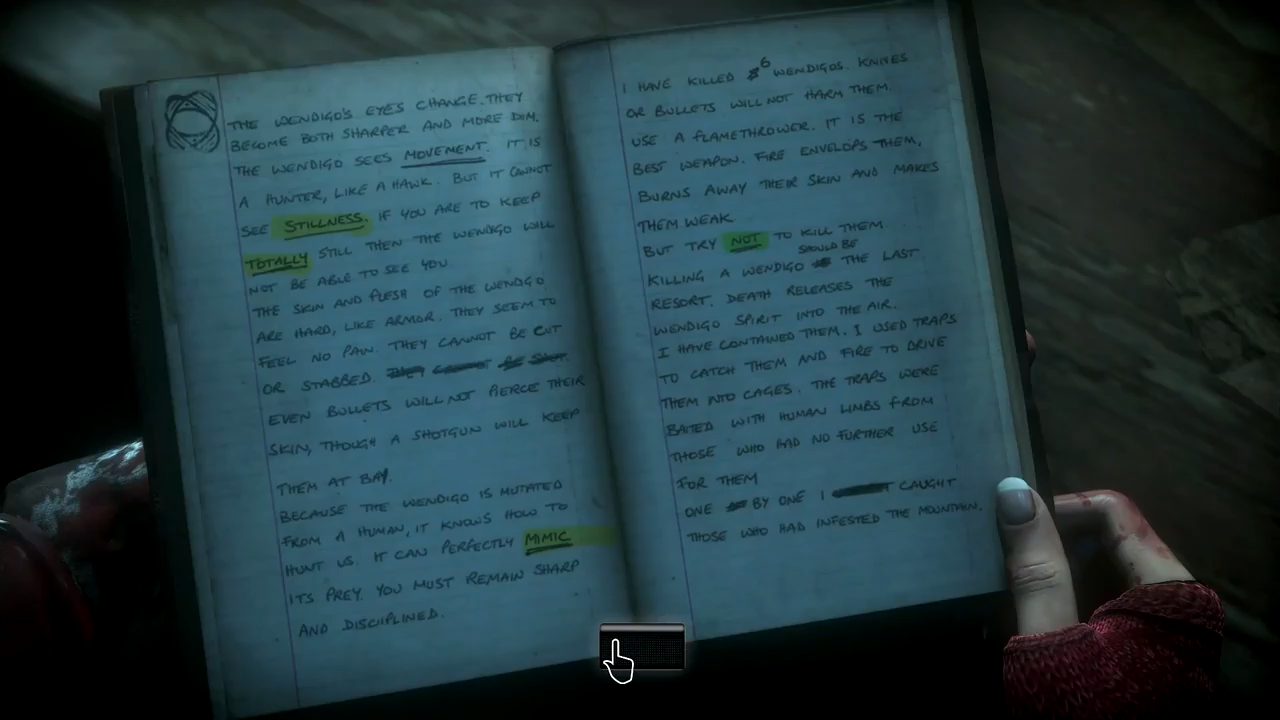 THE WENDIGO'S EYES CHANGE. THEY
BECOME BOTH SHARPER AND MORE DIM.
THE WENDIGO SEES MOVEMENT. IT IS
A HUNTER, LIKE A HAWK. BUT IT CANNOT
SEE STILLNESS. IF YOU ARE TO KEEP
TOTALLY STILL THEN THE WENDIGO WILL
NOT BE ABLE TO SEE YOU
THE SKIN AND FLESH OF THE WENDIGO
ARE HARD, LIKE ARMOR. THEY SEEM TO
FEEL NO PAIN. THEY CANNOT BE CUT
OR STABBED.
EVEN BULLETS WILL NOT PIERCE THEIR
SKIN, THOUGH A SHOTGUN WILL KEEP
THEM AT BAY.
BECAUSE THE WENDIGO IS MUTATED
FROM A HUMAN, IT KNOWS HOW TO
HUNT US. IT CAN PERFECTLY MIMIC
ITS PREY. YOU MUST REMAIN SHARP
AND DISCIPLINED.
I HAVE KILLED 6 WENDIGOS. KNIVES
OR BULLETS WILL NOT HARM THEM.
USE A FLAMETHROWER. IT IS THE
BEST WEAPON. FIRE ENVELOPS THEM,
BURNS AWAY THEIR SKIN AND MAKES
THEM WEAK
BUT TRY NOT TO KILL THEM.
KILLING A WENDIGO SHOULD BE THE LAST
RESORT. DEATH RELEASES THE
WENDIGO SPIRIT INTO THE AIR.
I HAVE CONTAINED THEM. I USED TRAPS
TO CATCH THEM AND FIRE TO DRIVE
THEM INTO CAGES. THE TRAPS WERE
BAITED WITH HUMAN LIMBS FROM
THOSE WHO HAD NO FURTHER USE
FOR THEM
ONE BY ONE I CAUGHT
THOSE WHO HAD INFESTED THE MOUNTAIN.